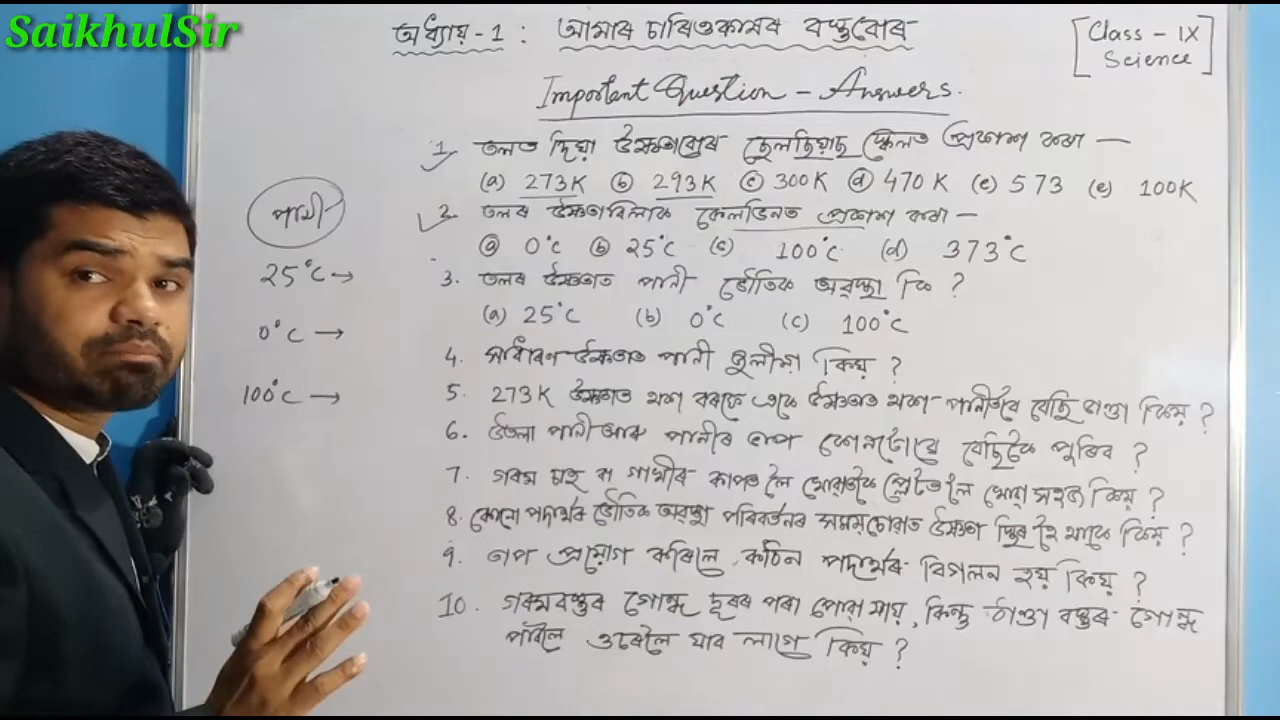 SaikhulSir
অধ্যায় - 1 : আমাৰ চাৰিওকাষৰ বস্তুবোৰ
[Class - IX Science]
Important Question - Answers.
1. তলত দিয়া উষ্ণতাবোৰ চেলছিয়াছ স্কেলত প্ৰকাশ কৰা —
(a) 273K (b) 293K (c) 300K (d) 470K (e) 573 (e) 100K
2. তলৰ উষ্ণতাবিলাক কেলভিনত প্ৰকাশ কৰা —
(a) 0°C (b) 25°C (c) 100°C (d) 373°C
3. তলৰ উষ্ণতাত পানী ভৌতিক অৱস্থা কি ?
(a) 25°C (b) 0°C (c) 100°C
4. সাধাৰণ উষ্ণতাত পানী জুলীয়া কিয় ?
5. 273K উষ্ণতাত থকা বৰফে একে উষ্ণতাত থকা পানীতকৈ বেছি ঠাণ্ডা কিয় ?
6. উতলা পানী আৰু পানীৰ ভাপ কোনটোৱে বেছিকৈ পুৰিব ?
7. গৰম চাহ বা গাখীৰ কাপত লৈ খোৱাতকৈ প্লেটত লৈ খোৱা সহজ কিয় ?
8. কোনো পদাৰ্থৰ ভৌতিক অৱস্থা পৰিবৰ্তনৰ সময়ছোৱাত উষ্ণতা স্থিৰ হৈ থাকে কিয় ?
9. তাপ প্ৰয়োগ কৰিলে কঠিন পদাৰ্থৰ বিগলন হয় কিয় ?
10. গৰমবস্তুৰ গোন্ধ দূৰৰ পৰা পোৱা যায়, কিন্তু ঠাণ্ডা বস্তুৰ গোন্ধ
পাবলৈ ওচৰলৈ যাব লাগে কিয় ?
পানী
25°C →
0°C →
100°C →